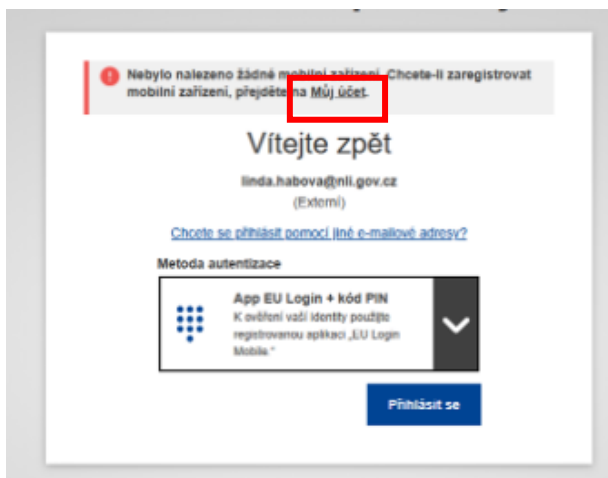 Nebylo nalezeno žádné mobilní zařízení. Chcete-li zaregistrovat
mobilní zařízení, přejděte na Můj účet.
Vítejte zpět
linda.habova@nli.gov.cz
(Externí)
Chcete se přihlásit pomocí jiné e-mailové adresy?
Metoda autentizace
App EU Login + kód PIN
K ověření vaší identity použijte
registrovanou aplikaci „EU Login
Mobile.“
Přihlásit se